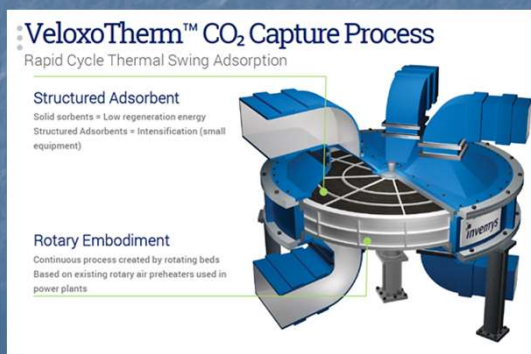 VeloxoTherm™ CO₂ Capture Process
Rapid Cycle Thermal Swing Adsorption
Structured Adsorbent
Solid sorbents = Low regeneration energy
Structured Adsorbents = Intensification (small
equipment)
inventys
Rotary Embodiment
Continuous process created by rotating beds
Based on existing rotary air preheaters used in
power plants